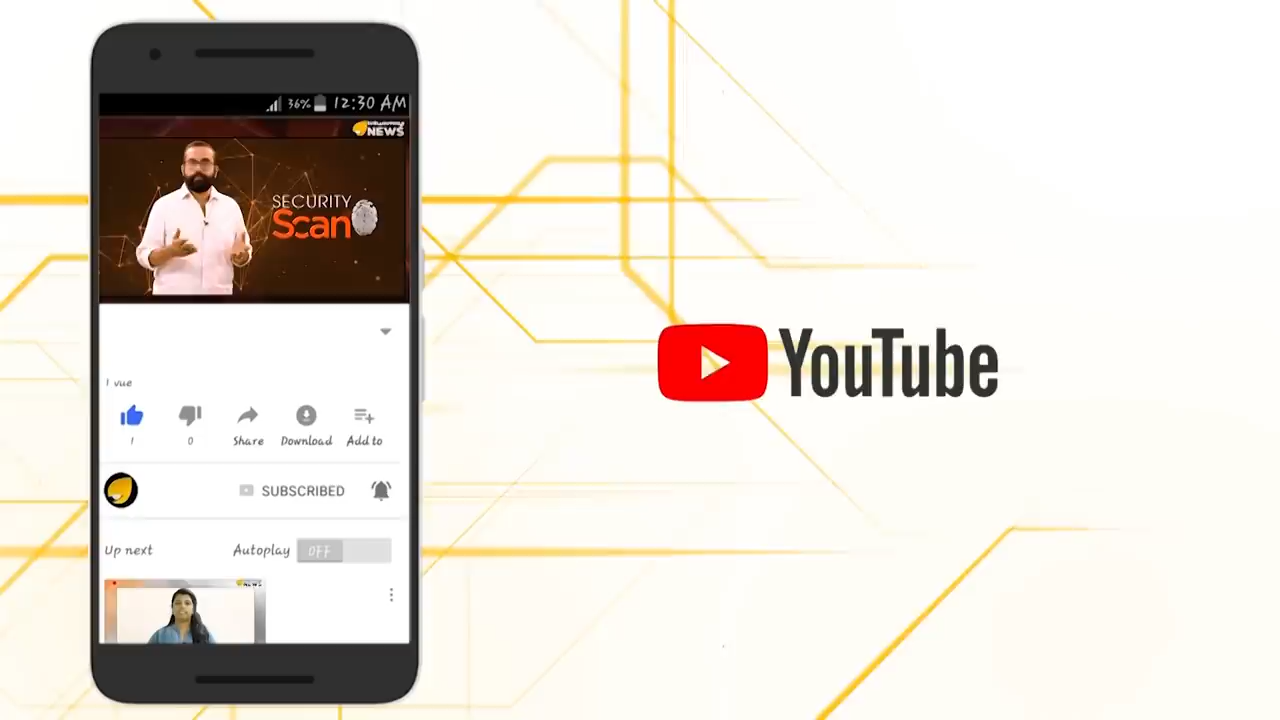 36% 12:30 AM
NEWS
SECURITY
Scan
1 vue
1 0 Share Download Add to
SUBSCRIBED
Up next Autoplay OFF
NEWS
YouTube